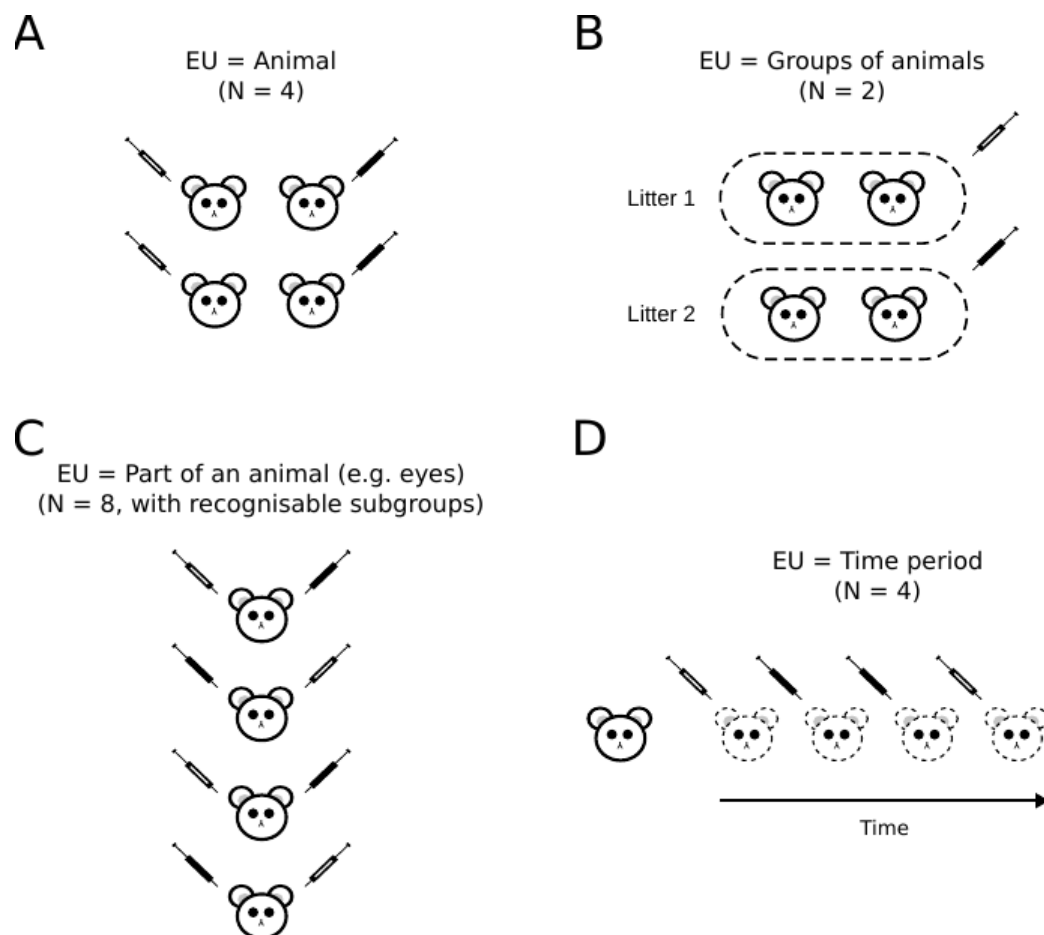 A
EU = Animal
(N = 4)
B
EU = Groups of animals
(N = 2)
Litter 1
Litter 2
C
EU = Part of an animal (e.g. eyes)
(N = 8, with recognisable subgroups)
D
EU = Time period
(N = 4)
Time